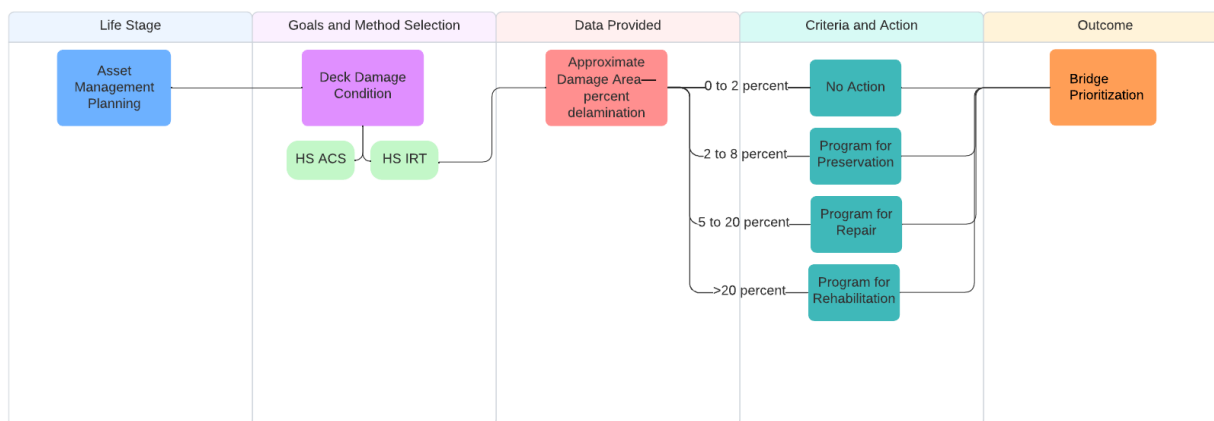 Life Stage
Goals and Method Selection
Data Provided
Criteria and Action
Outcome
Asset
Management
Planning
Deck Damage
Condition
HS ACS
HS IRT
Approximate
Damage Area—
percent
delamination
0 to 2 percent
No Action
2 to 8 percent
Program for
Preservation
5 to 20 percent
Program for
Repair
>20 percent
Program for
Rehabilitation
Bridge
Prioritization